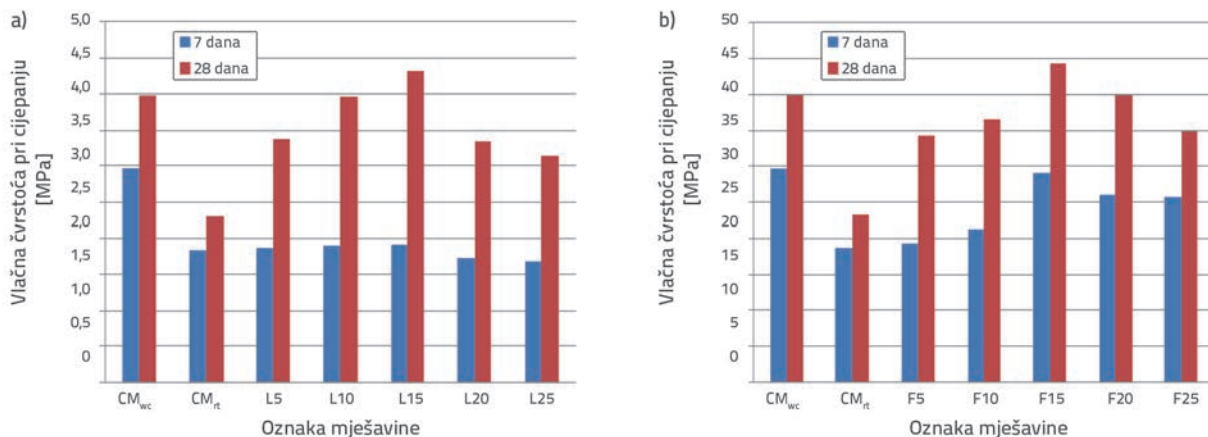 a)
Vlačna čvrstoća pri cijepanju
[MPa]
5,0
4,5
4,0
3,5
3,0
2,5
2,0
1,5
1,0
0,5
0
7 dana
28 dana
CMwc CMrt L5 L10 L15 L20 L25
Oznaka mješavine
b)
Vlačna čvrstoća pri cijepanju
[MPa]
50
45
40
35
30
25
20
15
10
5
0
7 dana
28 dana
CMwc CMrt F5 F10 F15 F20 F25
Oznaka mješavine